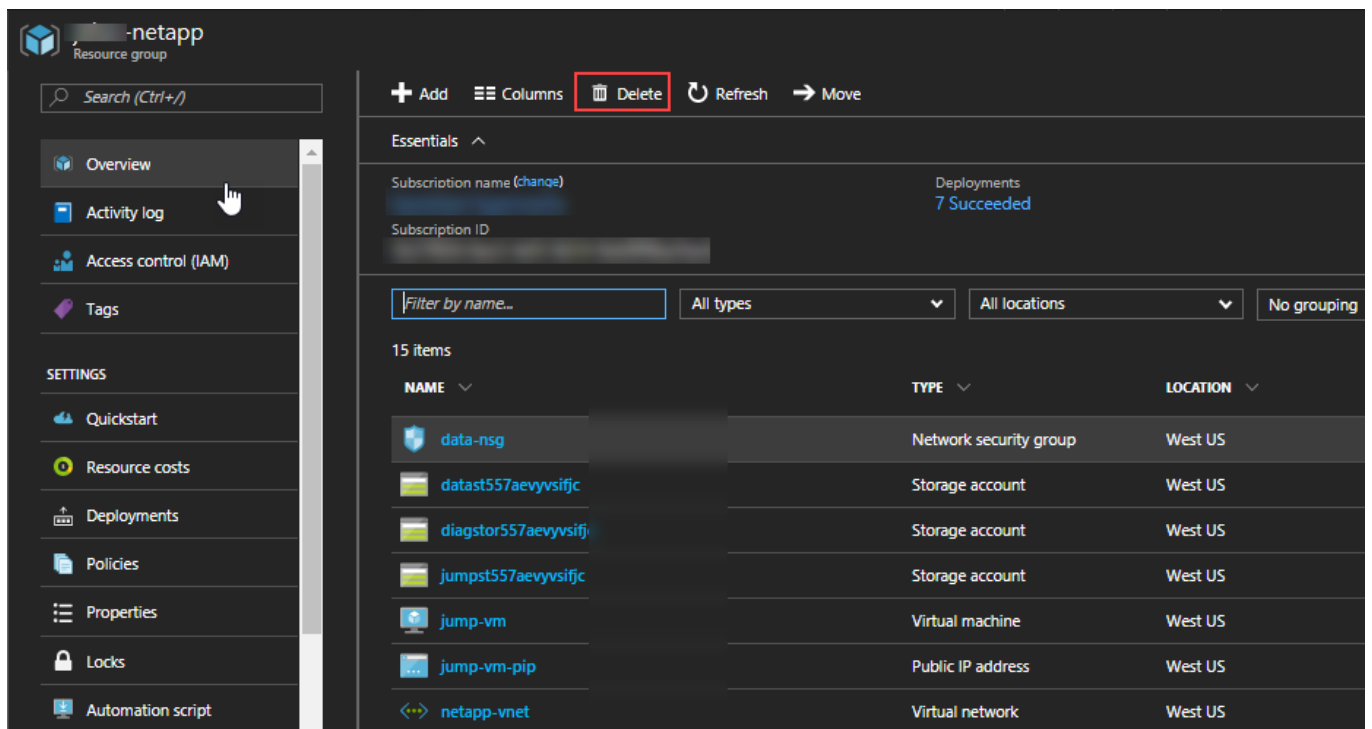 -netapp
Resource group
Search (Ctrl+/)
Overview
Activity log
Access control (IAM)
Tags
SETTINGS
Quickstart
Resource costs
Deployments
Policies
Properties
Locks
Automation script
Add Columns Delete Refresh Move
Essentials
Subscription name (change)
Deployments
7 Succeeded
Subscription ID
Filter by name... All types All locations No grouping
15 items
NAME TYPE LOCATION
data-nsg Network security group West US
datast557aevyvsifjc Storage account West US
diagstor557aevyvsifj Storage account West US
jumpst557aevyvsifjc Storage account West US
jump-vm Virtual machine West US
jump-vm-pip Public IP address West US
netapp-vnet Virtual network West US